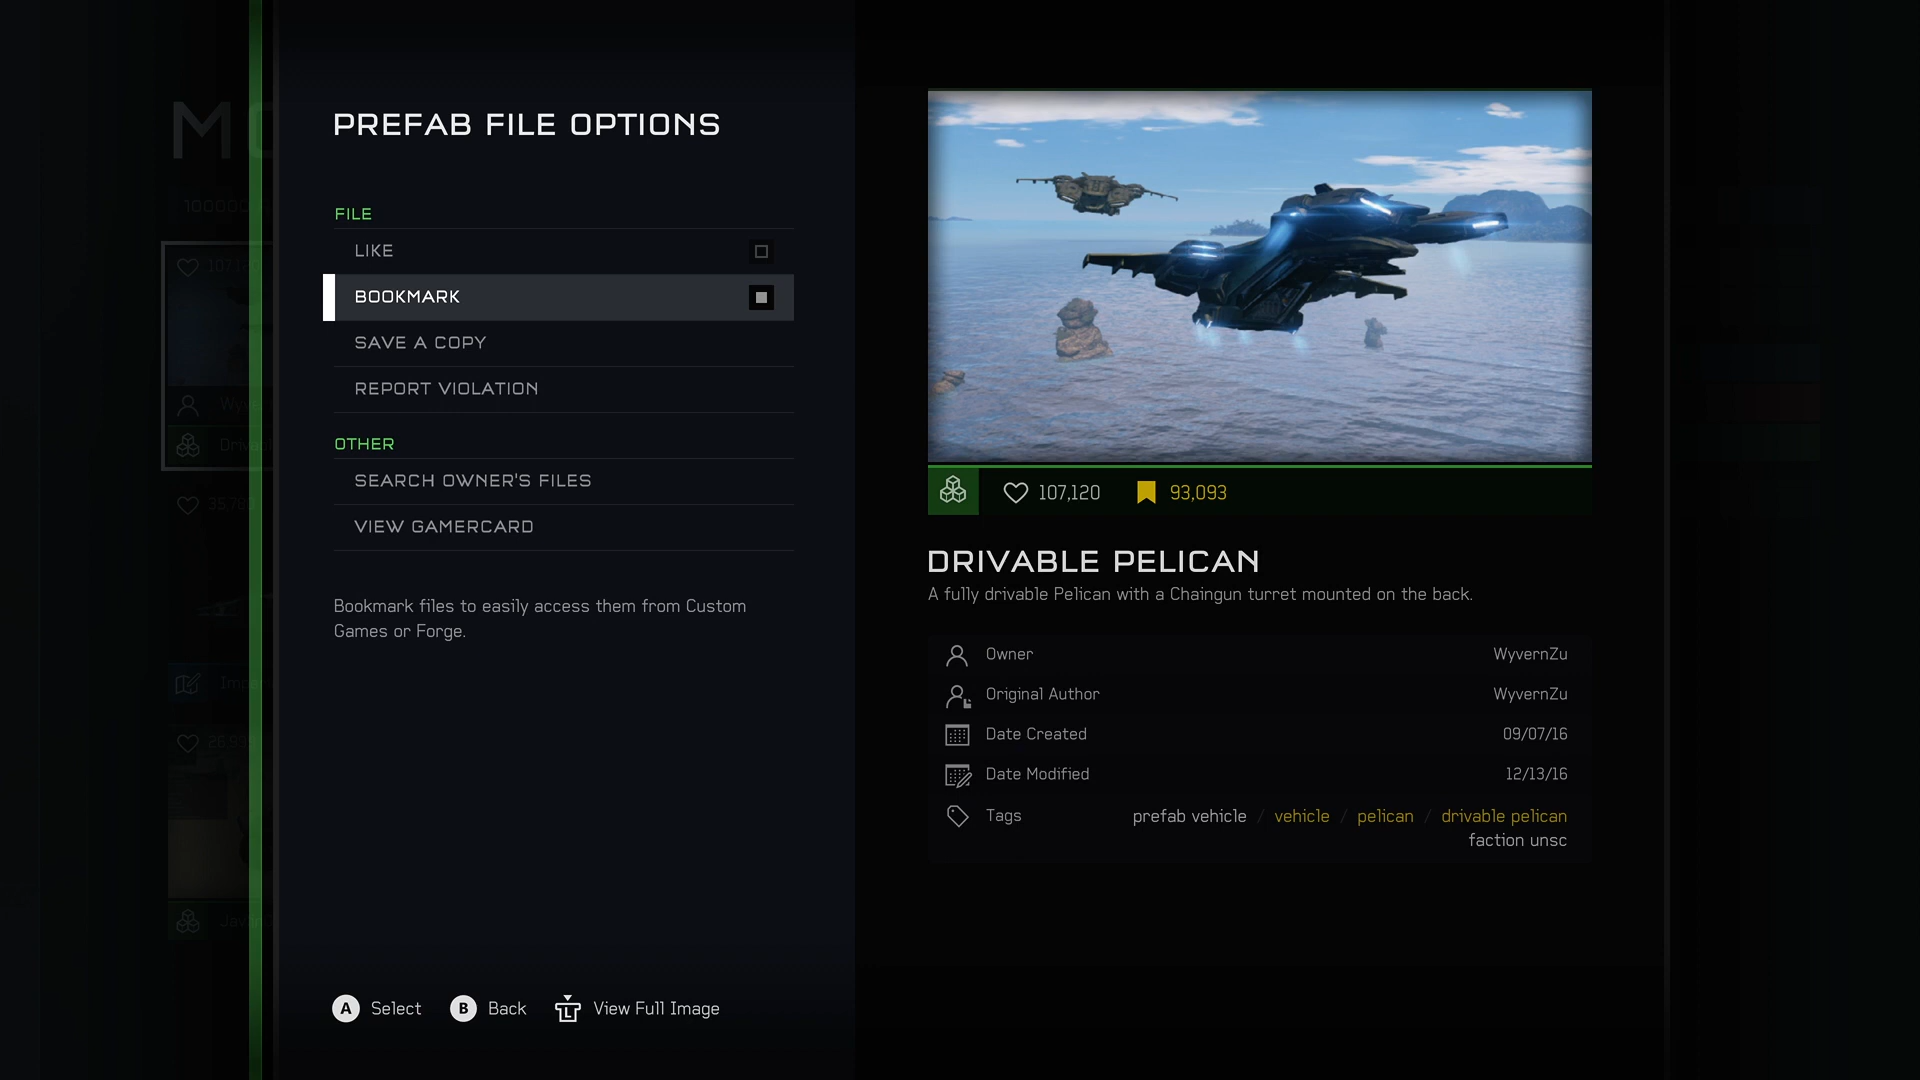 PREFAB FILE OPTIONS
FILE
LIKE
BOOKMARK
SAVE A COPY
REPORT VIOLATION
OTHER
SEARCH OWNER'S FILES
VIEW GAMERCARD
Bookmark files to easily access them from Custom
Games or Forge.
A Select B Back L View Full Image
107,120 93,093
DRIVABLE PELICAN
A fully drivable Pelican with a Chaingun turret mounted on the back.
Owner WyvernZu
Original Author WyvernZu
Date Created 09/07/16
Date Modified 12/13/16
Tags prefab vehicle / vehicle / pelican / drivable pelican
faction unsc